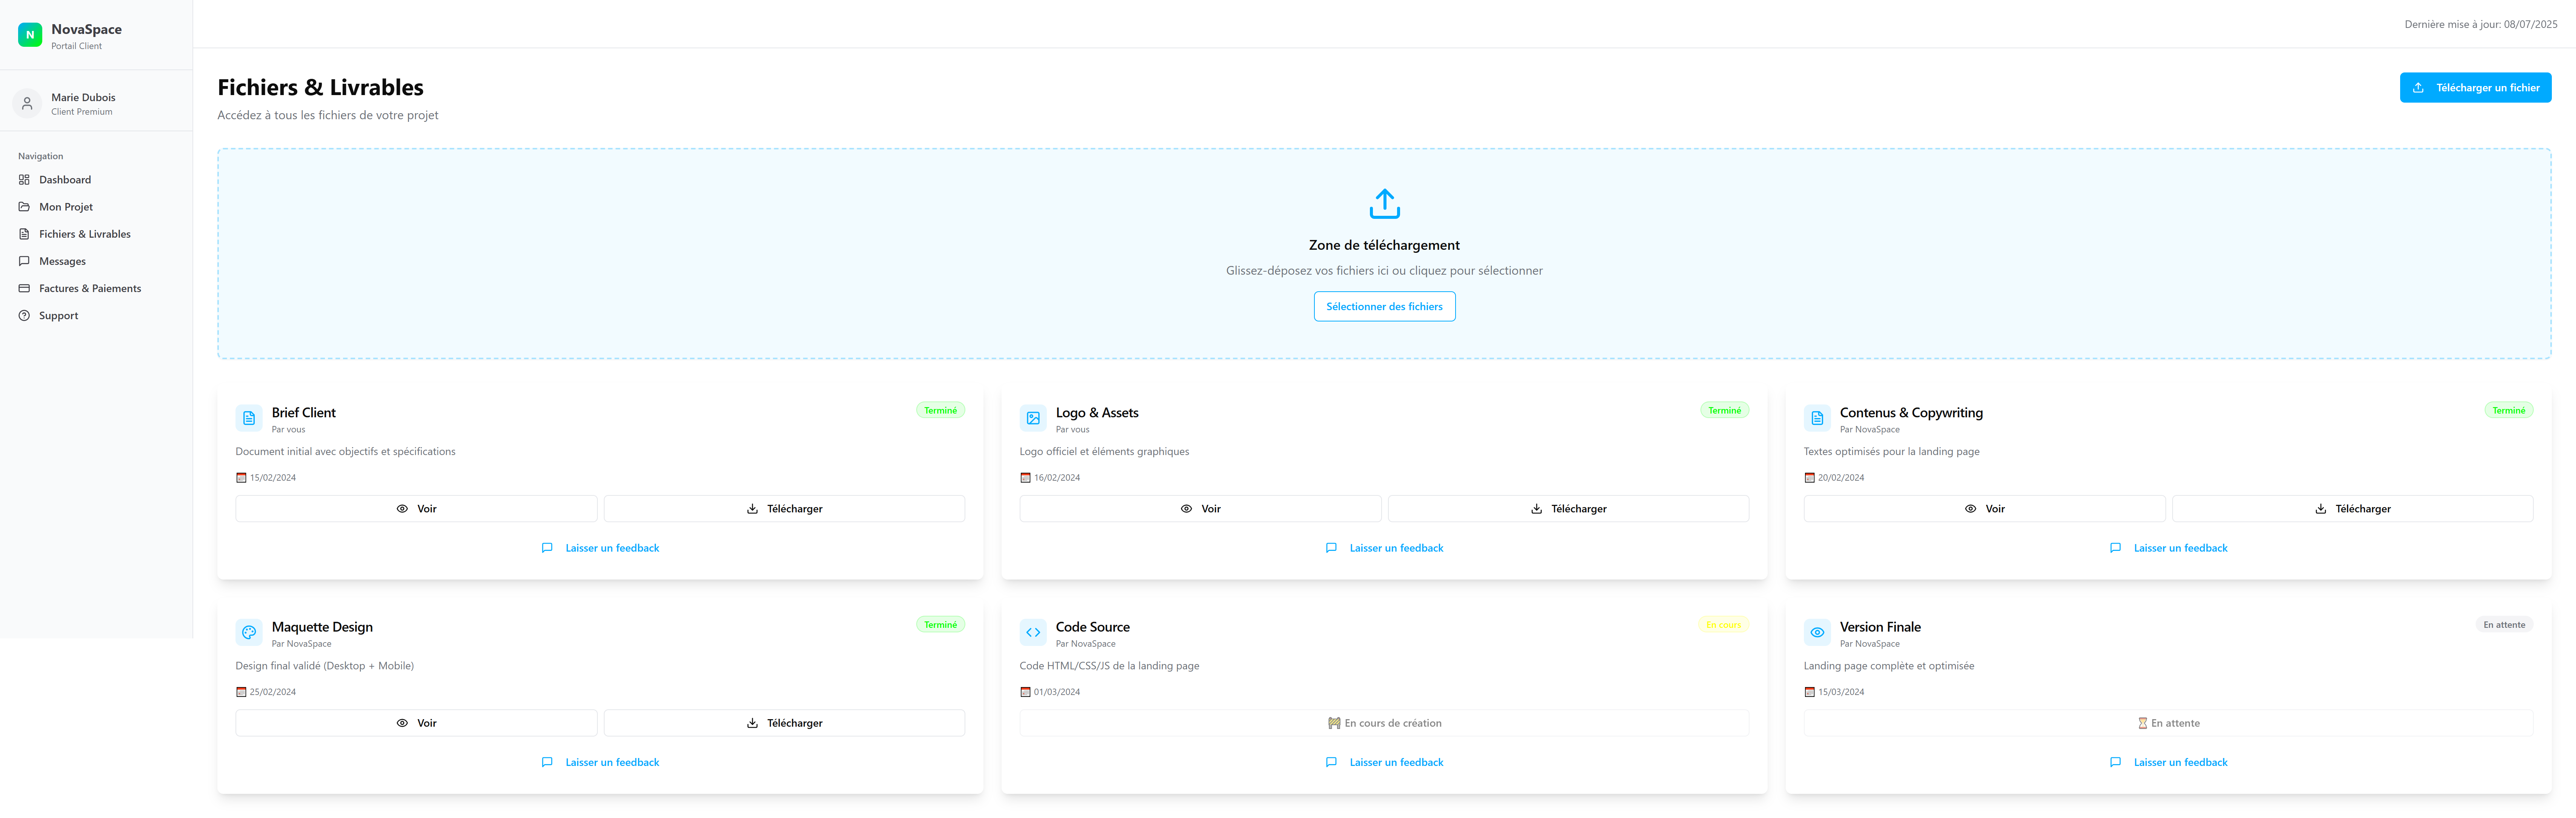 N
NovaSpace
Portail Client
Marie Dubois
Client Premium
Navigation
Dashboard
Mon Projet
Fichiers & Livrables
Messages
Factures & Paiements
Support
Dernière mise à jour: 08/07/2025
Fichiers & Livrables
Accédez à tous les fichiers de votre projet
Télécharger un fichier
Zone de téléchargement
Glissez-déposez vos fichiers ici ou cliquez pour sélectionner
Sélectionner des fichiers
Brief Client
Par vous
Terminé
Document initial avec objectifs et spécifications
15/02/2024
Voir
Télécharger
Laisser un feedback
Logo & Assets
Par vous
Terminé
Logo officiel et éléments graphiques
16/02/2024
Voir
Télécharger
Laisser un feedback
Contenus & Copywriting
Par NovaSpace
Terminé
Textes optimisés pour la landing page
20/02/2024
Voir
Télécharger
Laisser un feedback
Maquette Design
Par NovaSpace
Terminé
Design final validé (Desktop + Mobile)
25/02/2024
Voir
Télécharger
Laisser un feedback
Code Source
Par NovaSpace
En cours
Code HTML/CSS/JS de la landing page
01/03/2024
En cours de création
Laisser un feedback
Version Finale
Par NovaSpace
En attente
Landing page complète et optimisée
15/03/2024
En attente
Laisser un feedback